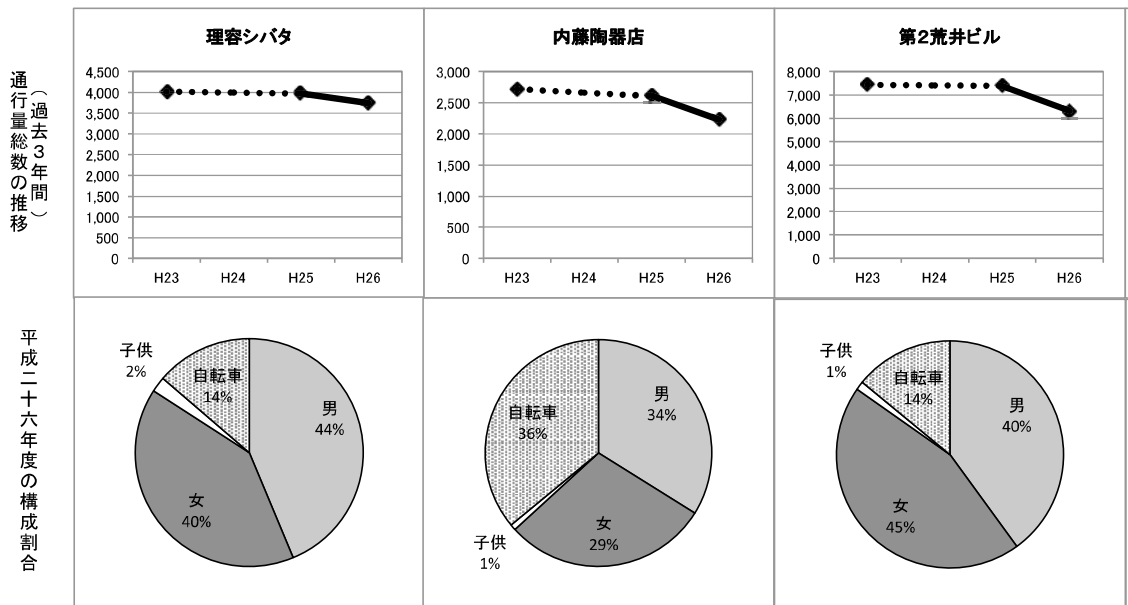 通行量総数の推移
（過去３年間）
理容シバタ
4,500
4,000
3,500
3,000
2,500
2,000
1,500
1,000
500
0
H23 H24 H25 H26
内藤陶器店
3,000
2,500
2,000
1,500
1,000
500
0
H23 H24 H25 H26
第２荒井ビル
8,000
7,000
6,000
5,000
4,000
3,000
2,000
1,000
0
H23 H24 H25 H26
平成二十六年度の構成割合
子供
2%
自転車
14%
男
44%
女
40%
自転車
36%
男
34%
子供
1%
女
29%
子供
1%
自転車
14%
男
40%
女
45%